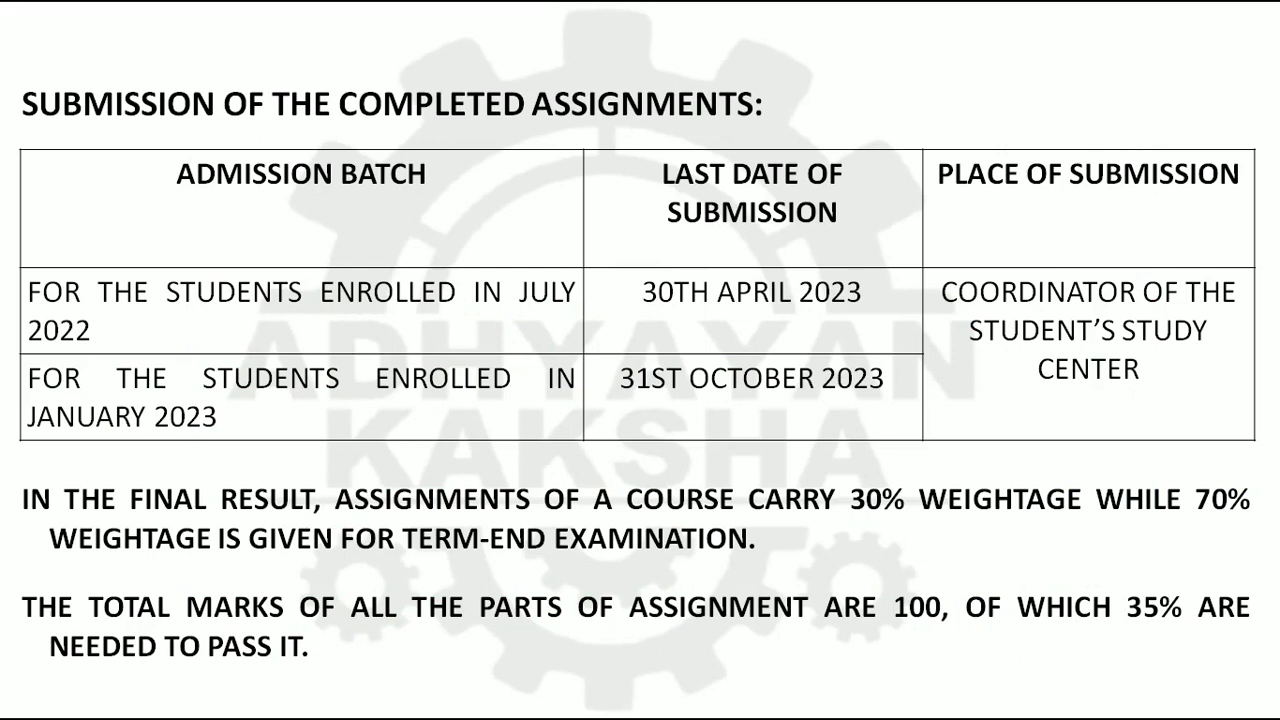 SUBMISSION OF THE COMPLETED ASSIGNMENTS:
ADMISSION BATCH
LAST DATE OF
SUBMISSION
PLACE OF SUBMISSION
FOR THE STUDENTS ENROLLED IN JULY
2022
30TH APRIL 2023
COORDINATOR OF THE
STUDENT’S STUDY
CENTER
FOR THE STUDENTS ENROLLED IN
JANUARY 2023
31ST OCTOBER 2023
ADHYAYAN
KAKSHA
IN THE FINAL RESULT, ASSIGNMENTS OF A COURSE CARRY 30% WEIGHTAGE WHILE 70%
WEIGHTAGE IS GIVEN FOR TERM-END EXAMINATION.
THE TOTAL MARKS OF ALL THE PARTS OF ASSIGNMENT ARE 100, OF WHICH 35% ARE
NEEDED TO PASS IT.